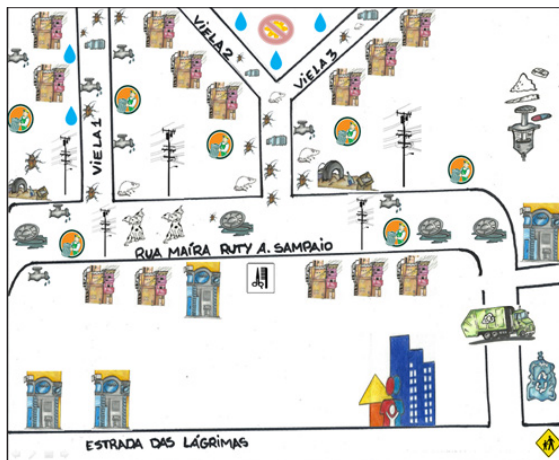 VIELA 2
VIELA 3
VIELA 1
RUA MAÍRA RUTY A. SAMPAIO
ESTRADA DAS LÁGRIMAS